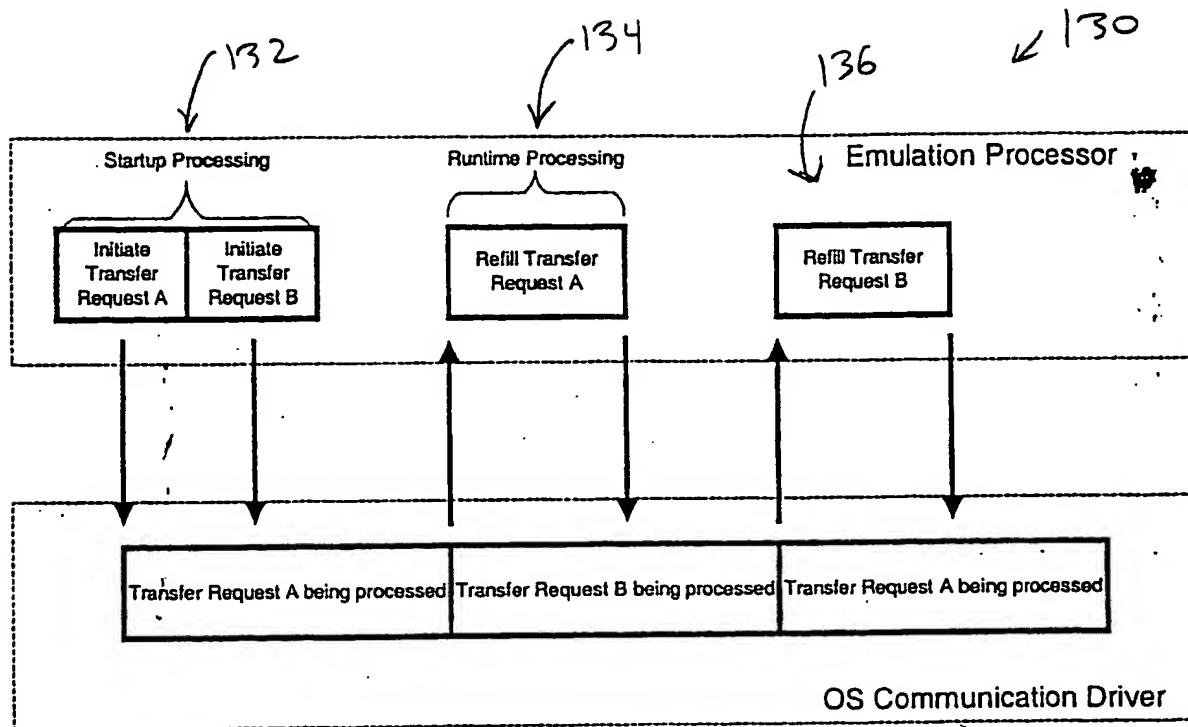 132
134
136
130
Startup Processing
Runtime Processing
Emulation Processor
Initiate
Transfer
Request A
Initiate
Transfer
Request B
Refill Transfer
Request A
Refill Transfer
Request B
Transfer Request A being processed
Transfer Request B being processed
Transfer Request A being processed
OS Communication Driver